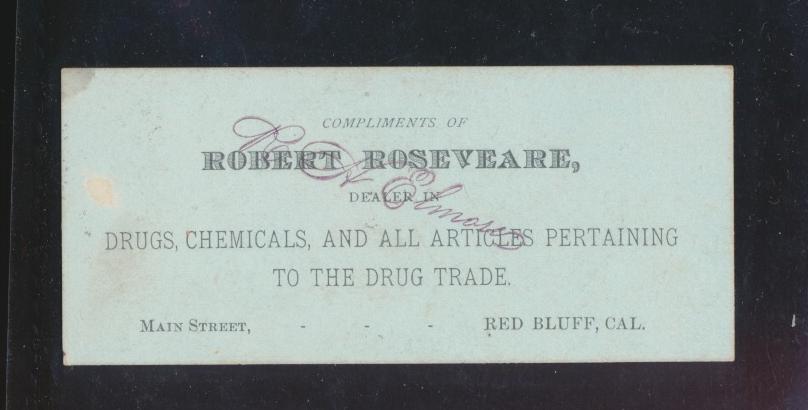 COMPLIMENTS OF
ROBERT ROSEVEARE,
DEALER IN
DRUGS, CHEMICALS, AND ALL ARTICLES PERTAINING
TO THE DRUG TRADE.
MAIN STREET, - - - RED BLUFF, CAL.